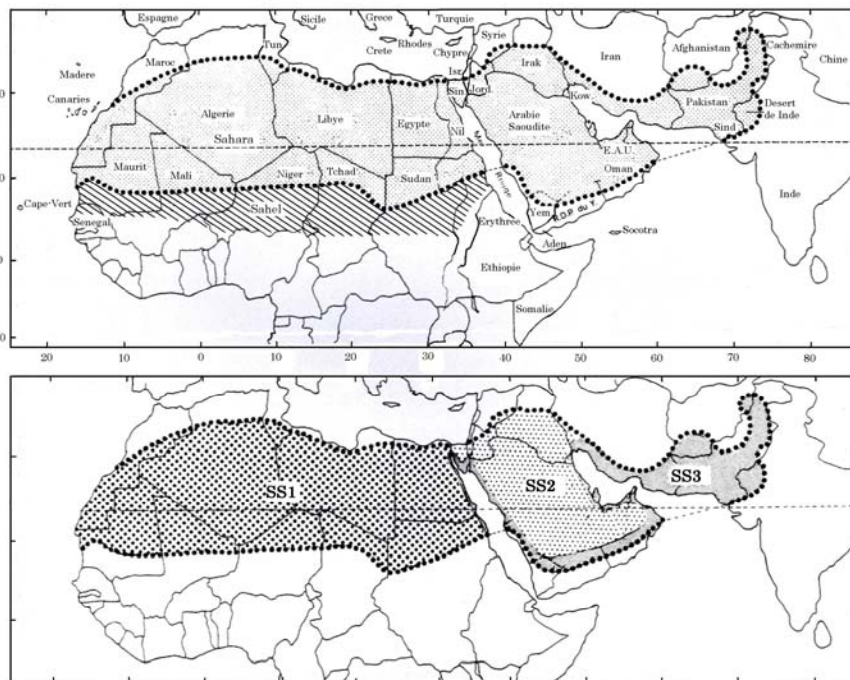 Espagne Sicile Grece Turquie
Crete Rhodes Chypre Syrie
Madere Maroc Tun Iran Afghanistan Cachemire Chine
Canaries Isr. Jord. Irak
Sin Kow. Pakistan Desert de Inde
Algerie Libye Egypte Arabie Saoudite Sind
Sahara Nil E.A.U.
Maurit Mali Niger Tchad Sudan Rouge Oman
Cape-Vert Sahel Yem
Senegal Erythrée Aden Socotra Inde
Ethiopie
Somalie
20 10 0 10 20 30 40 50 60 70 80
SS1 SS2 SS3